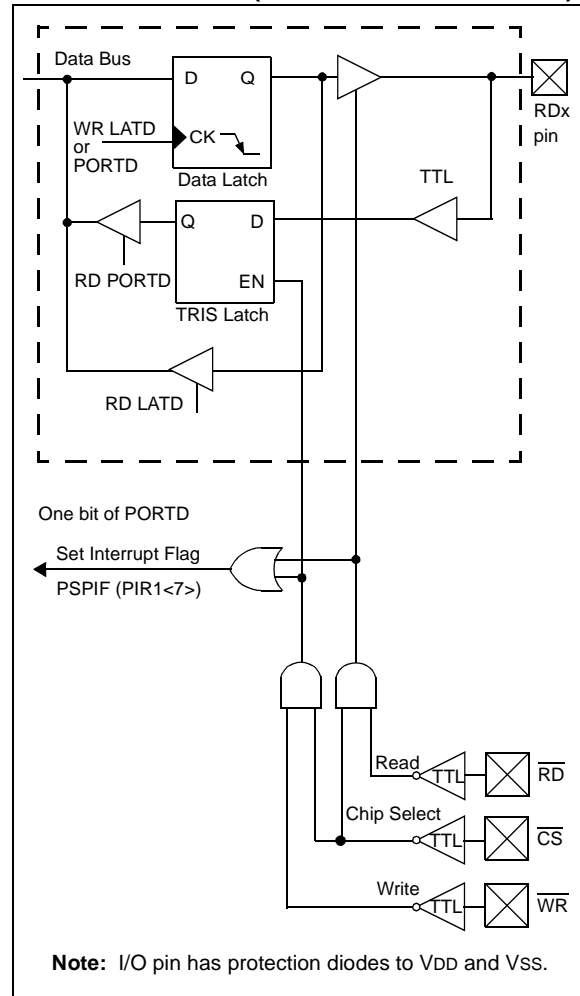 Data Bus
D Q
WR LATD
or
PORTD
CK
Data Latch
RDx
pin
TTL
Q D
RD PORTD
EN
TRIS Latch
RD LATD
One bit of PORTD
Set Interrupt Flag
PSPIF (PIR1<7>)
Read
TTL
RD
Chip Select
TTL
CS
Write
TTL
WR
Note: I/O pin has protection diodes to VDD and VSS.